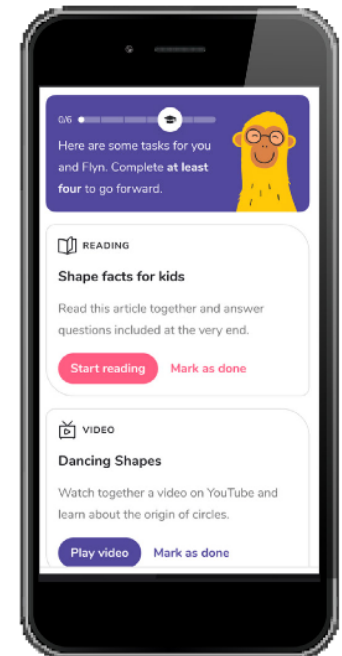 0/6
Here are some tasks for you
and Flyn. Complete at least
four to go forward.
READING
Shape facts for kids
Read this article together and answer
questions included at the very end.
Start reading Mark as done
VIDEO
Dancing Shapes
Watch together a video on YouTube and
learn about the origin of circles.
Play video Mark as done